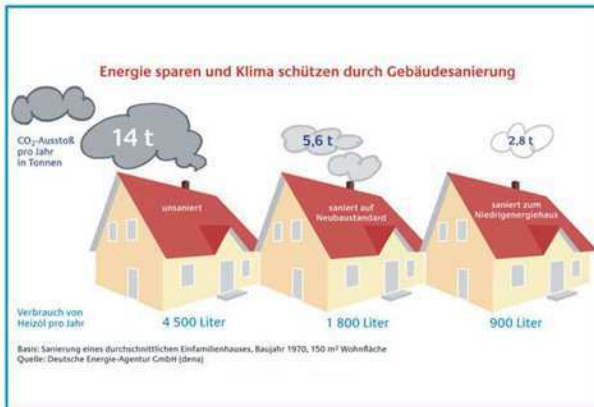 Energie sparen und Klima schützen durch Gebäudesanierung
CO₂-Ausstoß
pro Jahr
in Tonnen
14 t
5,6 t
2,8 t
unsaniert
saniert auf
Neubaustandard
saniert zum
Niedrigenergiehaus
Verbrauch von
Heizöl pro Jahr
4 500 Liter
1 800 Liter
900 Liter
Basis: Sanierung eines durchschnittlichen Einfamilienhauses, Baujahr 1970, 150 m² Wohnfläche
Quelle: Deutsche Energie-Agentur GmbH (dena)